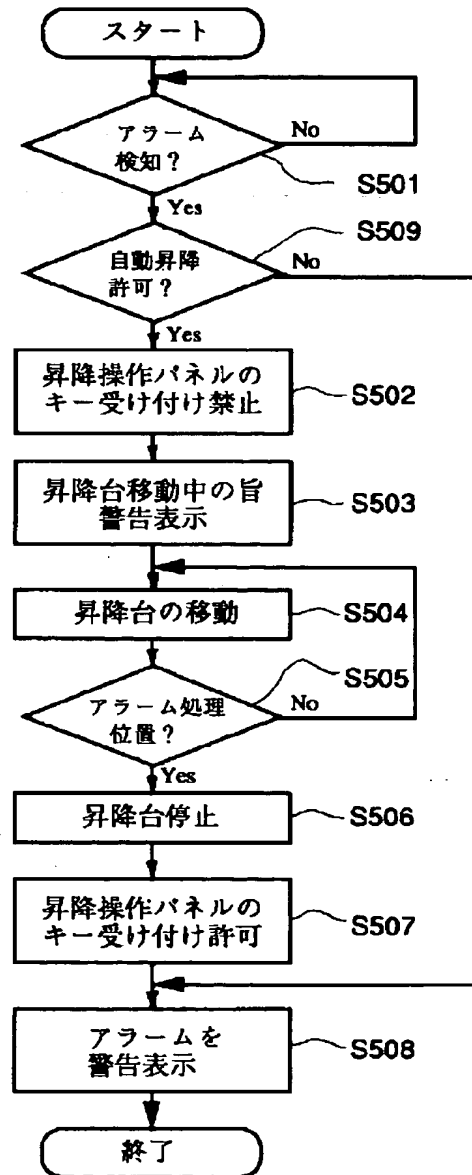 スタート
アラーム
検知?
No
S501
Yes
S509
自動昇降
許可?
No
Yes
昇降操作パネルの
キー受け付け禁止
S502
昇降台移動中の旨
警告表示
S503
昇降台の移動
S504
S505
アラーム処理
位置?
No
Yes
昇降台停止
S506
昇降操作パネルの
キー受け付け許可
S507
アラームを
警告表示
S508
終了